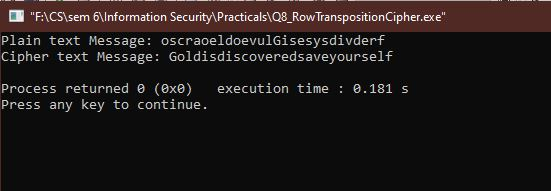 "F:\CS\sem 6\Information Security\Practicals\Q8_RowTranspositionCipher.exe"
Plain text Message: oscraoeldoevulGisesysdivderf
Cipher text Message: Goldisdiscoveredsaveyourself
Process returned 0 (0x0)   execution time : 0.181 s
Press any key to continue.